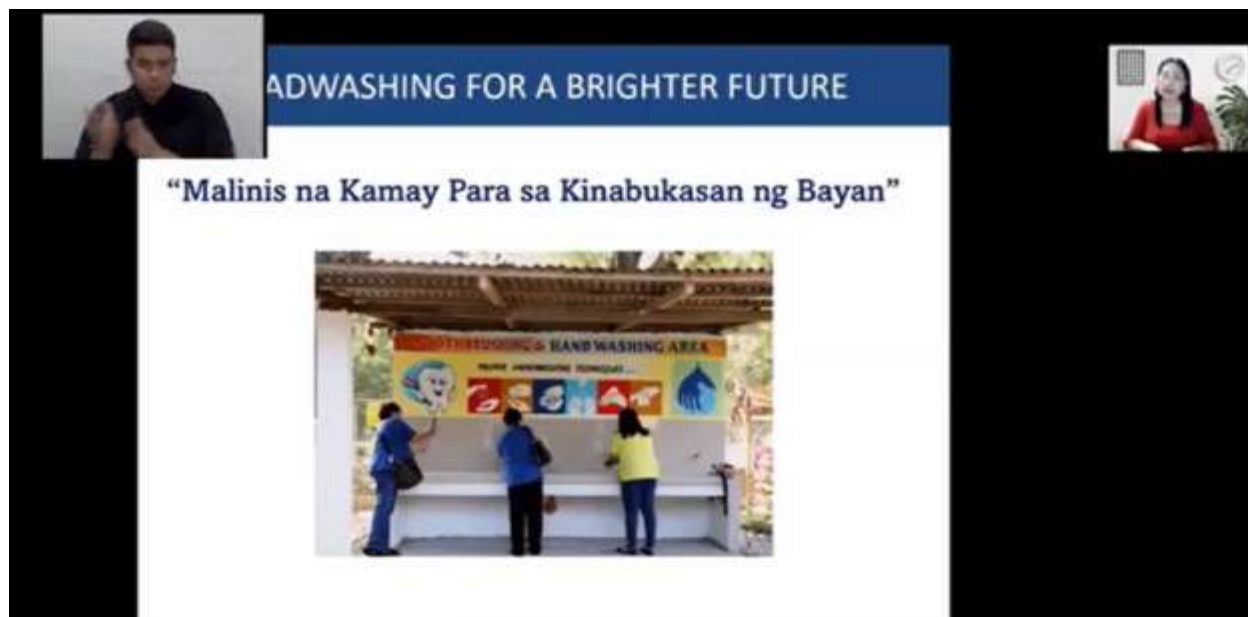 ADWASHING FOR A BRIGHTER FUTURE
“Malinis na Kamay Para sa Kinabukasan ng Bayan”
& HAND WASHING AREA